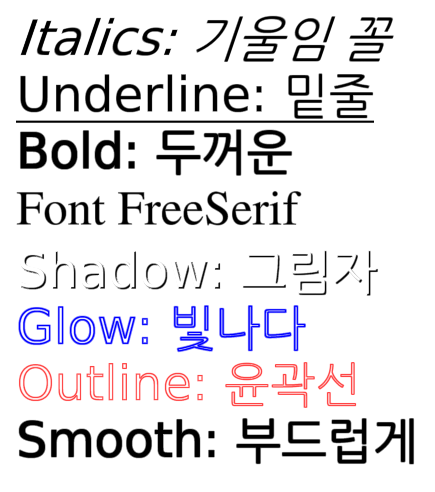 Italics: 기울임 꼴
Underline: 밑줄
Bold: 두꺼운
Font FreeSerif
Shadow: 그림자
Glow: 빛나다
Outline: 윤곽선
Smooth: 부드럽게